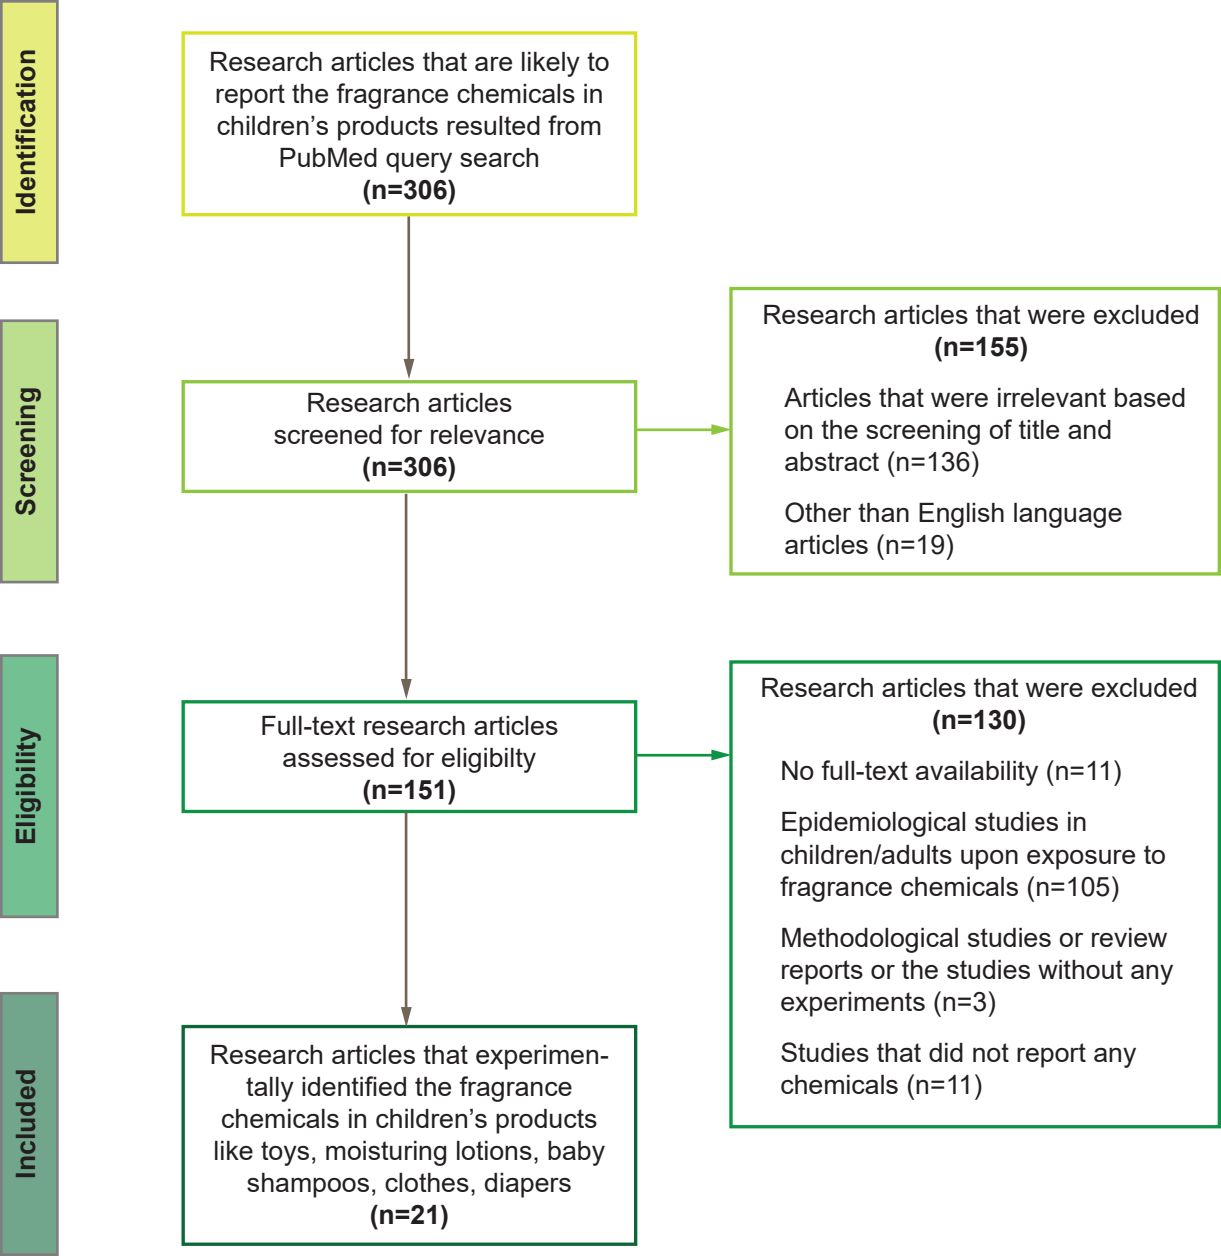 Identification
Research articles that are likely to
report the fragrance chemicals in
children's products resulted from
PubMed query search
(n=306)
Screening
Research articles
screened for relevance
(n=306)
Research articles that were excluded
(n=155)
Articles that were irrelevant based
on the screening of title and
abstract (n=136)
Other than English language
articles (n=19)
Eligibility
Full-text research articles
assessed for eligibilty
(n=151)
Research articles that were excluded
(n=130)
No full-text availability (n=11)
Epidemiological studies in
children/adults upon exposure to
fragrance chemicals (n=105)
Methodological studies or review
reports or the studies without any
experiments (n=3)
Studies that did not report any
chemicals (n=11)
Included
Research articles that experimen-
tally identified the fragrance
chemicals in children's products
like toys, moisturing lotions, baby
shampoos, clothes, diapers
(n=21)